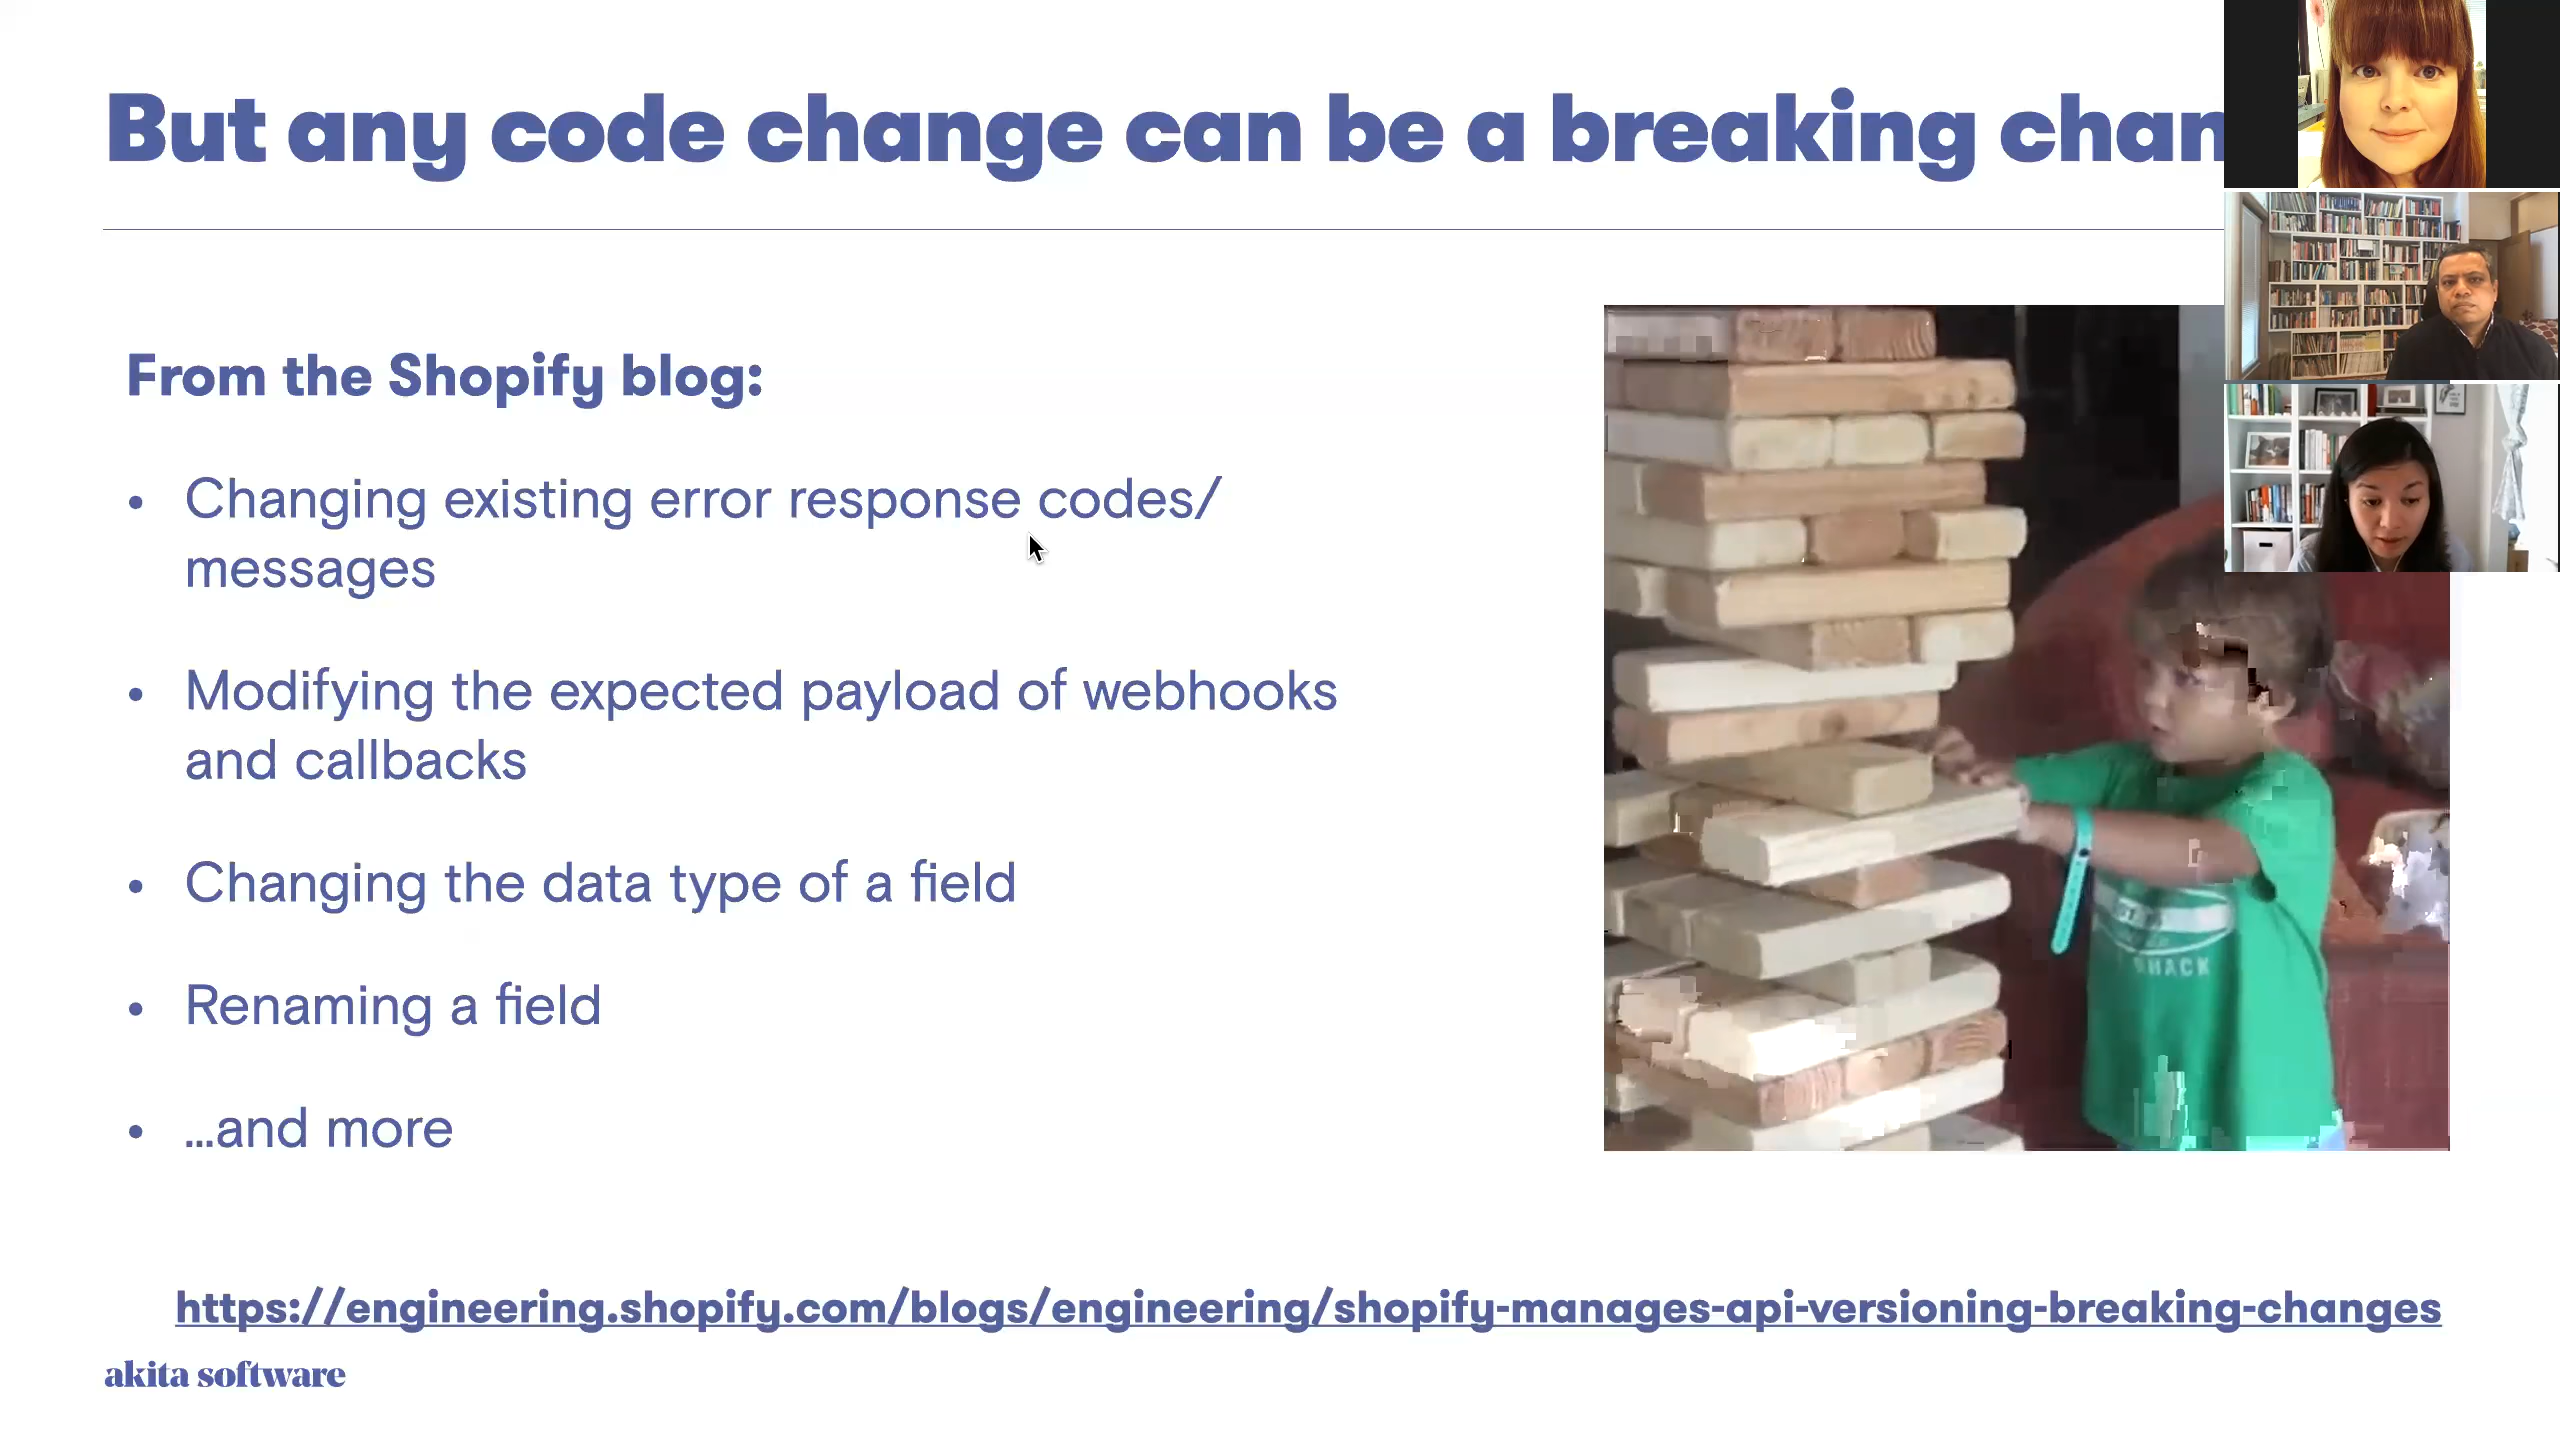 But any code change can be a breaking chan
From the Shopify blog:
• Changing existing error response codes/
messages
• Modifying the expected payload of webhooks
and callbacks
• Changing the data type of a field
• Renaming a field
• ...and more
SHACK
https://engineering.shopify.com/blogs/engineering/shopify-manages-api-versioning-breaking-changes
akita software